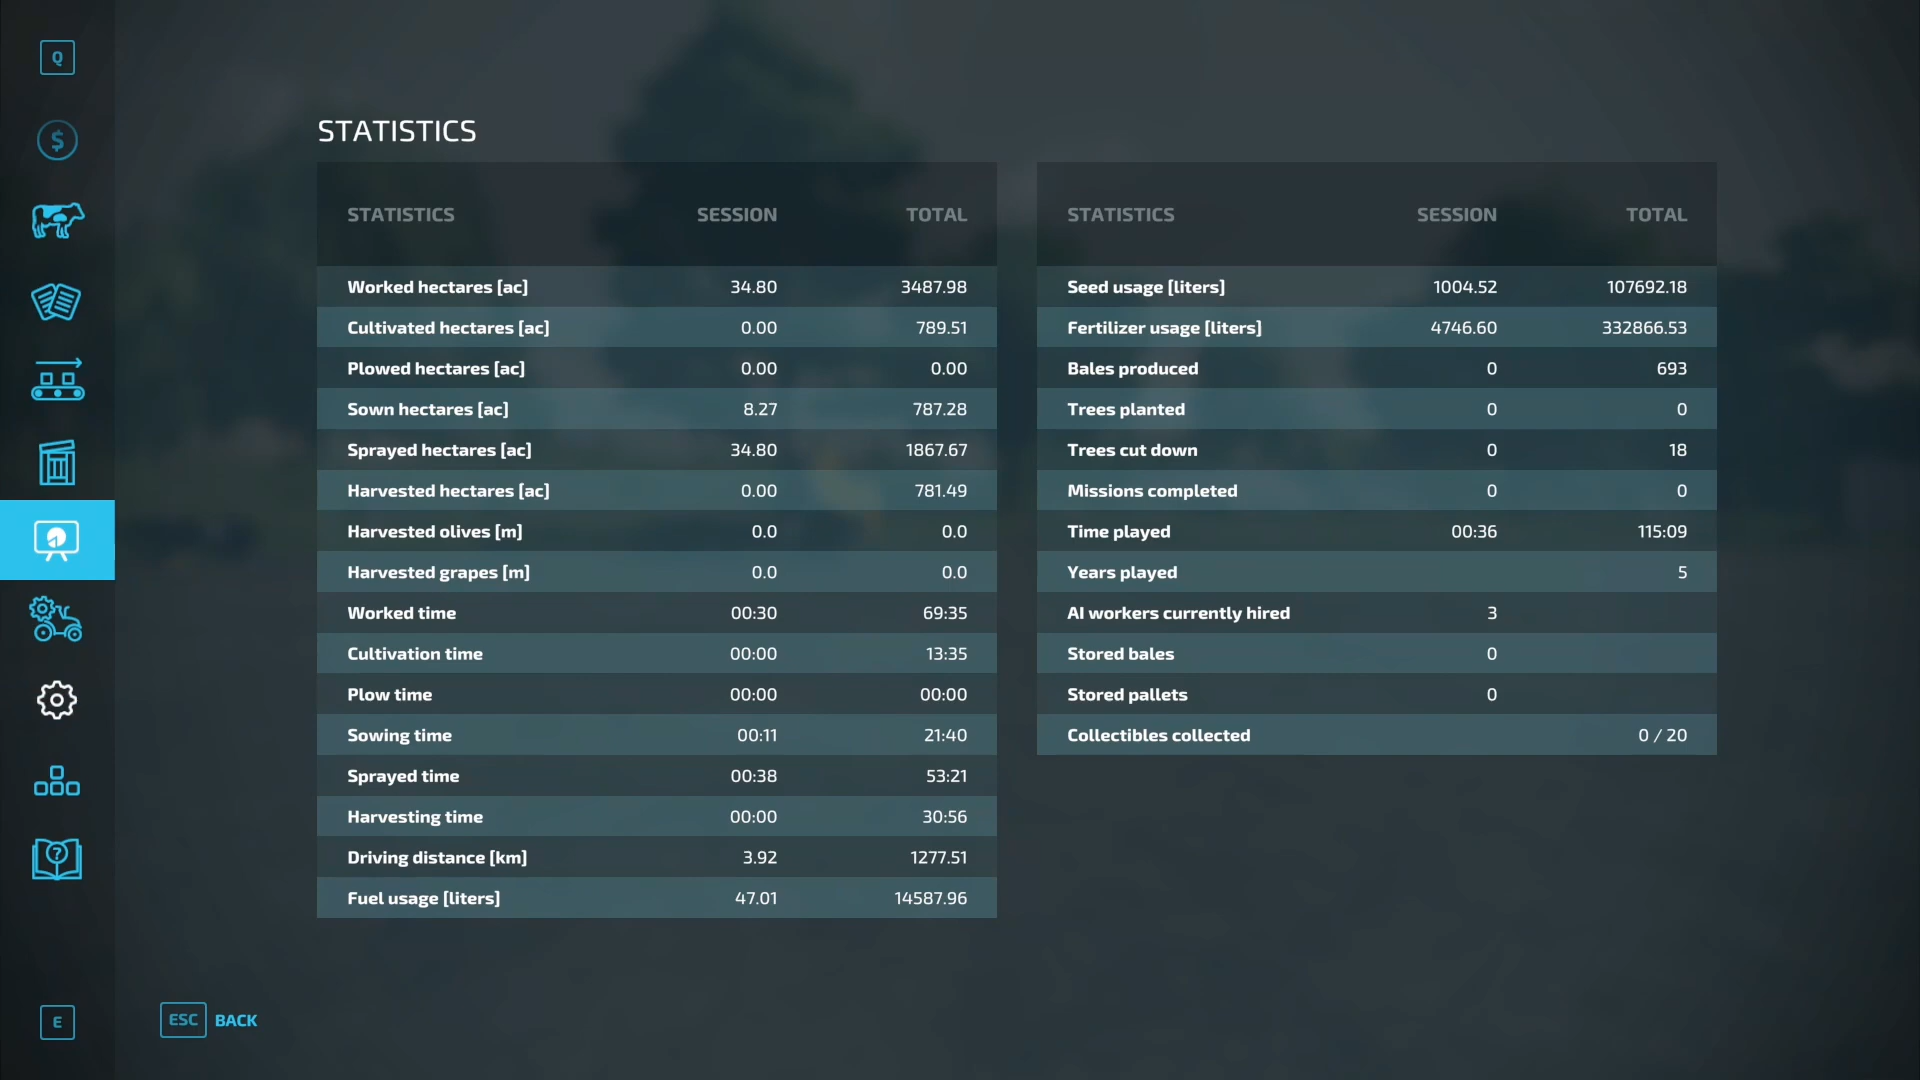 Q
$
STATISTICS
STATISTICS SESSION TOTAL
Worked hectares [ac] 34.80 3487.98
Cultivated hectares [ac] 0.00 789.51
Plowed hectares [ac] 0.00 0.00
Sown hectares [ac] 8.27 787.28
Sprayed hectares [ac] 34.80 1867.67
Harvested hectares [ac] 0.00 781.49
Harvested olives [m] 0.0 0.0
Harvested grapes [m] 0.0 0.0
Worked time 00:30 69:35
Cultivation time 00:00 13:35
Plow time 00:00 00:00
Sowing time 00:11 21:40
Sprayed time 00:38 53:21
Harvesting time 00:00 30:56
Driving distance [km] 3.92 1277.51
Fuel usage [liters] 47.01 14587.96
STATISTICS SESSION TOTAL
Seed usage [liters] 1004.52 107692.18
Fertilizer usage [liters] 4746.60 332866.53
Bales produced 0 693
Trees planted 0 0
Trees cut down 0 18
Missions completed 0 0
Time played 00:36 115:09
Years played 5
AI workers currently hired 3
Stored bales 0
Stored pallets 0
Collectibles collected 0 / 20
?
E
ESC BACK